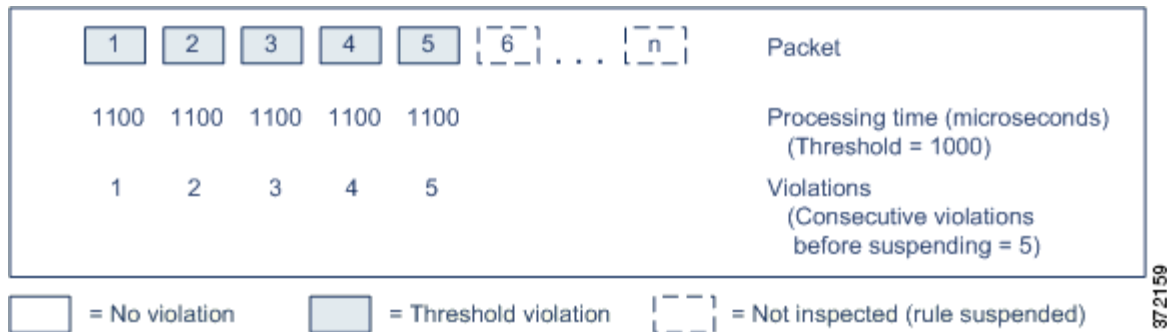 1 2 3 4 5 6 . . . n Packet
1100 1100 1100 1100 1100 Processing time (microseconds)
(Threshold = 1000)
1 2 3 4 5 Violations
(Consecutive violations
before suspending = 5)
= No violation = Threshold violation = Not inspected (rule suspended)
372159